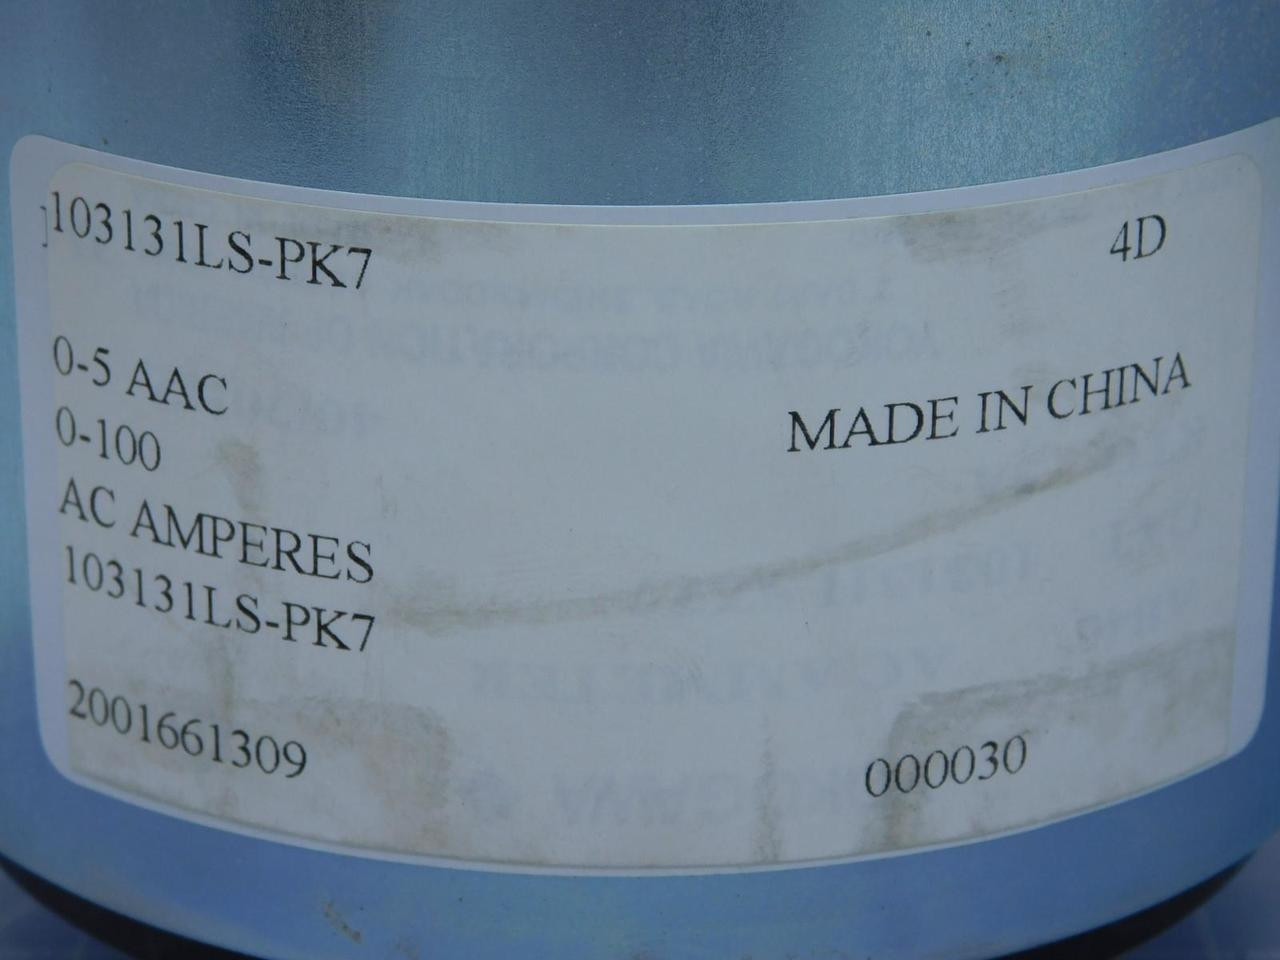 103131LS-PK7
4D
0-5 AAC
0-100
MADE IN CHINA
AC AMPERES
103131LS-PK7
2001661309
000030